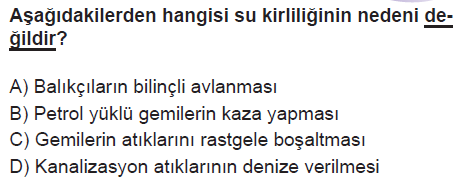 Aşağıdakilerden hangisi su kirliliğinin nedeni de-
ğildir?
A) Balıkçıların bilinçli avlanması
B) Petrol yüklü gemilerin kaza yapması
C) Gemilerin atıklarını rastgele boşaltması
D) Kanalizasyon atıklarının denize verilmesi